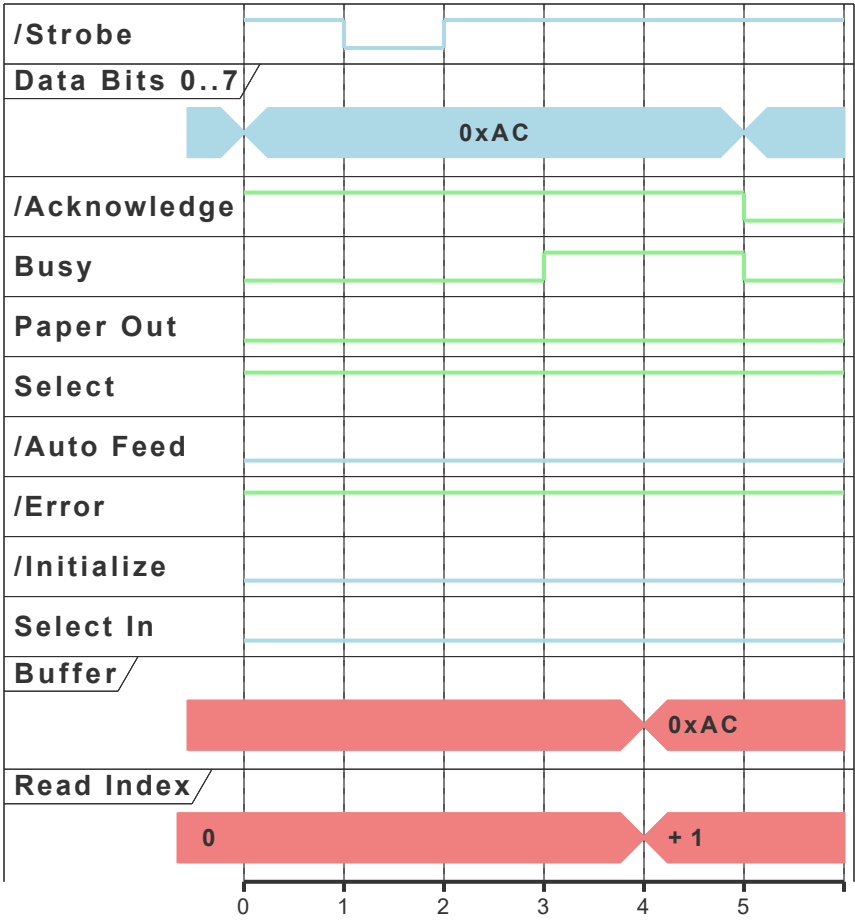 /Strobe
Data Bits 0..7
0xAC
/Acknowledge
Busy
Paper Out
Select
/Auto Feed
/Error
/Initialize
Select In
Buffer
0xAC
Read Index
0 + 1
0 1 2 3 4 5